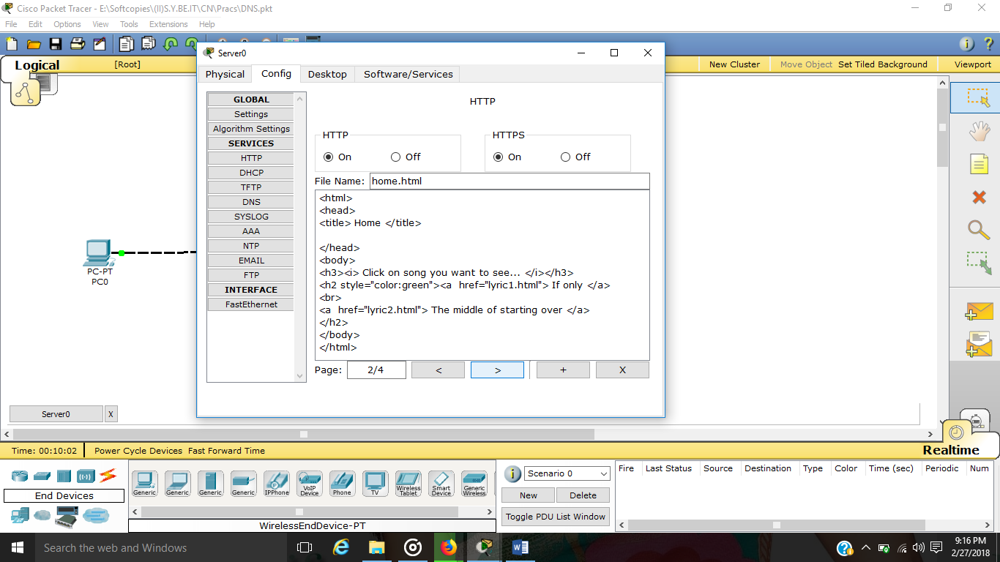 Cisco Packet Tracer - E:\Softcopies\(II)S.Y.BE.IT\CN\Pracs\DNS.pkt
File Edit Options View Tools Extensions Help
Logical
[Root]
New Cluster
Move Object
Set Tiled Background
Viewport
Server0
Physical
Config
Desktop
Software/Services
GLOBAL
Settings
Algorithm Settings
SERVICES
HTTP
DHCP
TFTP
DNS
SYSLOG
AAA
NTP
EMAIL
FTP
INTERFACE
FastEthernet
HTTP
HTTP
On Off
HTTPS
On Off
File Name: home.html
<html>
<head>
<title> Home </title>
</head>
<body>
<h3><i> Click on song you want to see... </i></h3>
<h2 style="color:green"><a  href="lyric1.html"> If only </a>
<br>
<a  href="lyric2.html"> The middle of starting over </a>
</h2>
</body>
</html>
Page: 2/4 < > + X
PC-PT
PC0
Server0 X
Time: 00:10:02
Power Cycle Devices Fast Forward Time
Realtime
End Devices
Generic
Generic
Generic
Generic
IPPhone
VoIP
Device
Phone
TV
Wireless
Tablet
Smart
Device
Generic
Wireless
WirelessEndDevice-PT
Scenario 0
New
Delete
Toggle PDU List Window
Fire Last Status Source Destination Type Color Time (sec) Periodic Num
Search the web and Windows
9:16 PM
2/27/2018